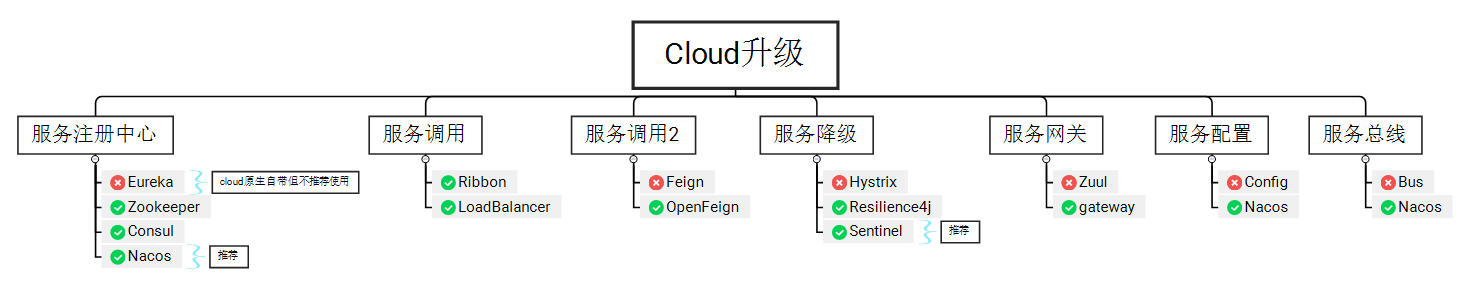 Cloud升级
服务注册中心
Eureka
cloud原生自带但不推荐使用
Zookeeper
Consul
Nacos
推荐
服务调用
Ribbon
LoadBalancer
服务调用2
Feign
OpenFeign
服务降级
Hystrix
Resilience4j
Sentinel
推荐
服务网关
Zuul
gateway
服务配置
Config
Nacos
服务总线
Bus
Nacos